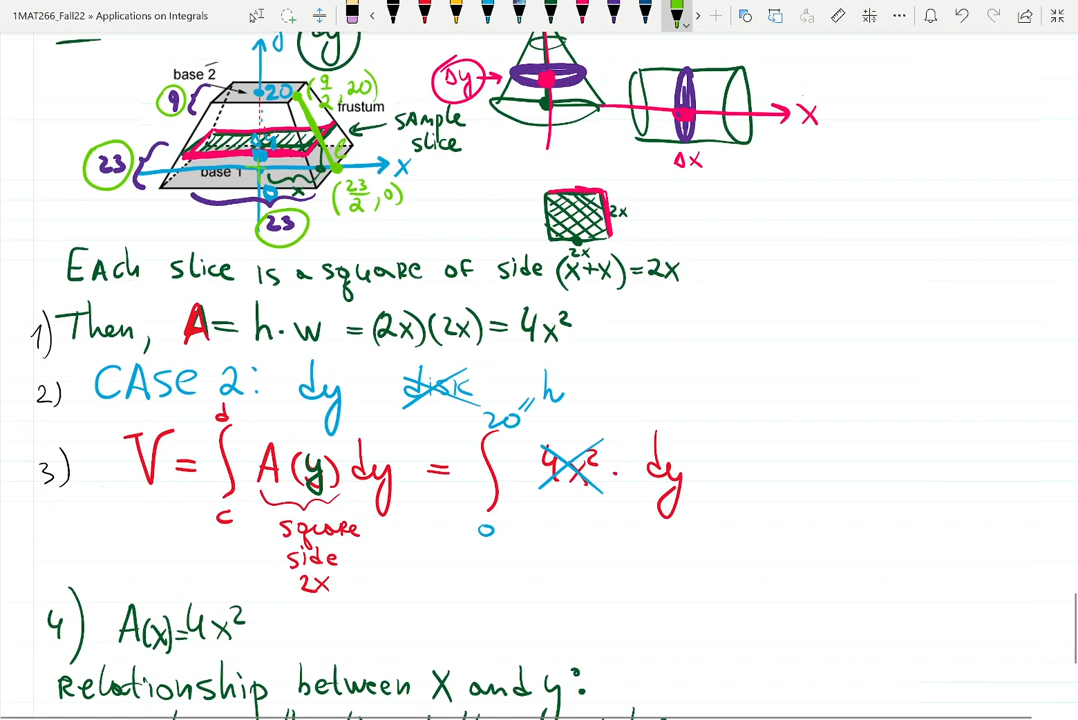 1MAT266_Fall22 » Applications on Integrals
base 2
20
(9/2, 20)
9
frustum
Sample
slice
Δy
X
Δx
23
base 1
X
0
x
(23/2, 0)
23
2x
2x
Each slice is a square of side (x+x)=2x
1) Then, A= h·w = (2x)(2x)= 4x²
2) CASE 2: dy disk h
20"
3) V = ∫ A(y) dy = ∫ 4x² · dy
d
c
0
square
side
2x
4) A(x)=4x²
Relationship between X and y: